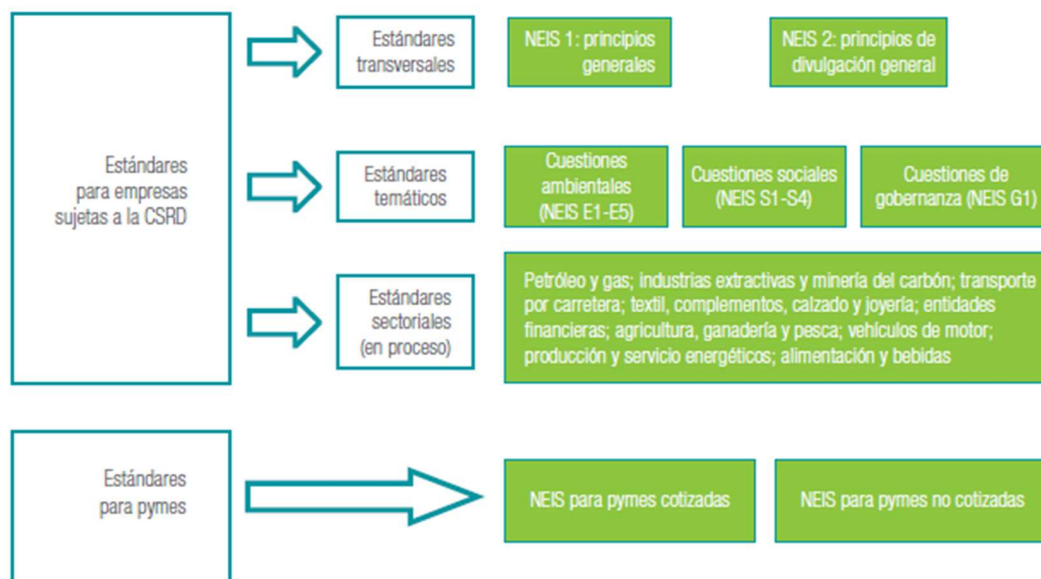 Estándares
para empresas
sujetas a la CSRD
Estándares
transversales
NEIS 1: principios
generales
NEIS 2: principios de
divulgación general
Estándares
temáticos
Cuestiones
ambientales
(NEIS E1-E5)
Cuestiones sociales
(NEIS S1-S4)
Cuestiones de
gobernanza (NEIS G1)
Estándares
sectoriales
(en proceso)
Petróleo y gas; industrias extractivas y minería del carbón; transporte
por carretera; textil, complementos, calzado y joyería; entidades
financieras; agricultura, ganadería y pesca; vehículos de motor;
producción y servicio energéticos; alimentación y bebidas
Estándares
para pymes
NEIS para pymes cotizadas
NEIS para pymes no cotizadas